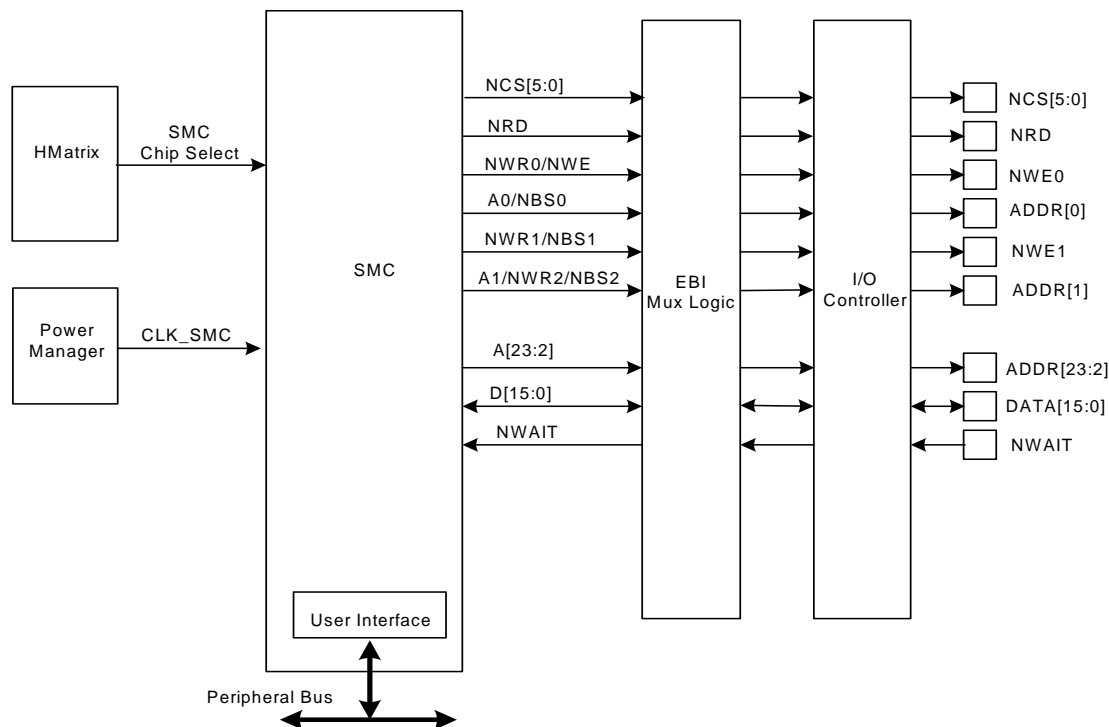 NCS[5:0]
NCS[5:0]
SMC
Chip Select
HMatrix
NRD
NRD
NWR0/NWE
NWE0
A0/NBS0
ADDR[0]
NWR1/NBS1
NWE1
SMC
A1/NWR2/NBS2
EBI
Mux Logic
I/O
Controller
ADDR[1]
Power
Manager
CLK_SMC
A[23:2]
ADDR[23:2]
D[15:0]
DATA[15:0]
NWAIT
NWAIT
User Interface
Peripheral Bus